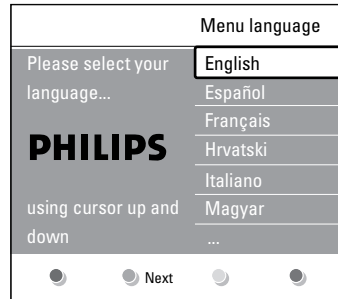 Menu language
Please select your
language...
PHILIPS
using cursor up and
down
English
Español
Français
Hrvatski
Italiano
Magyar
...
Next